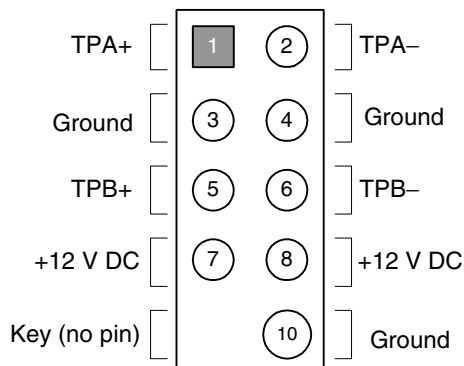 TPA+ 1 2 TPA–
Ground 3 4 Ground
TPB+ 5 6 TPB–
+12 V DC 7 8 +12 V DC
Key (no pin) 10 Ground